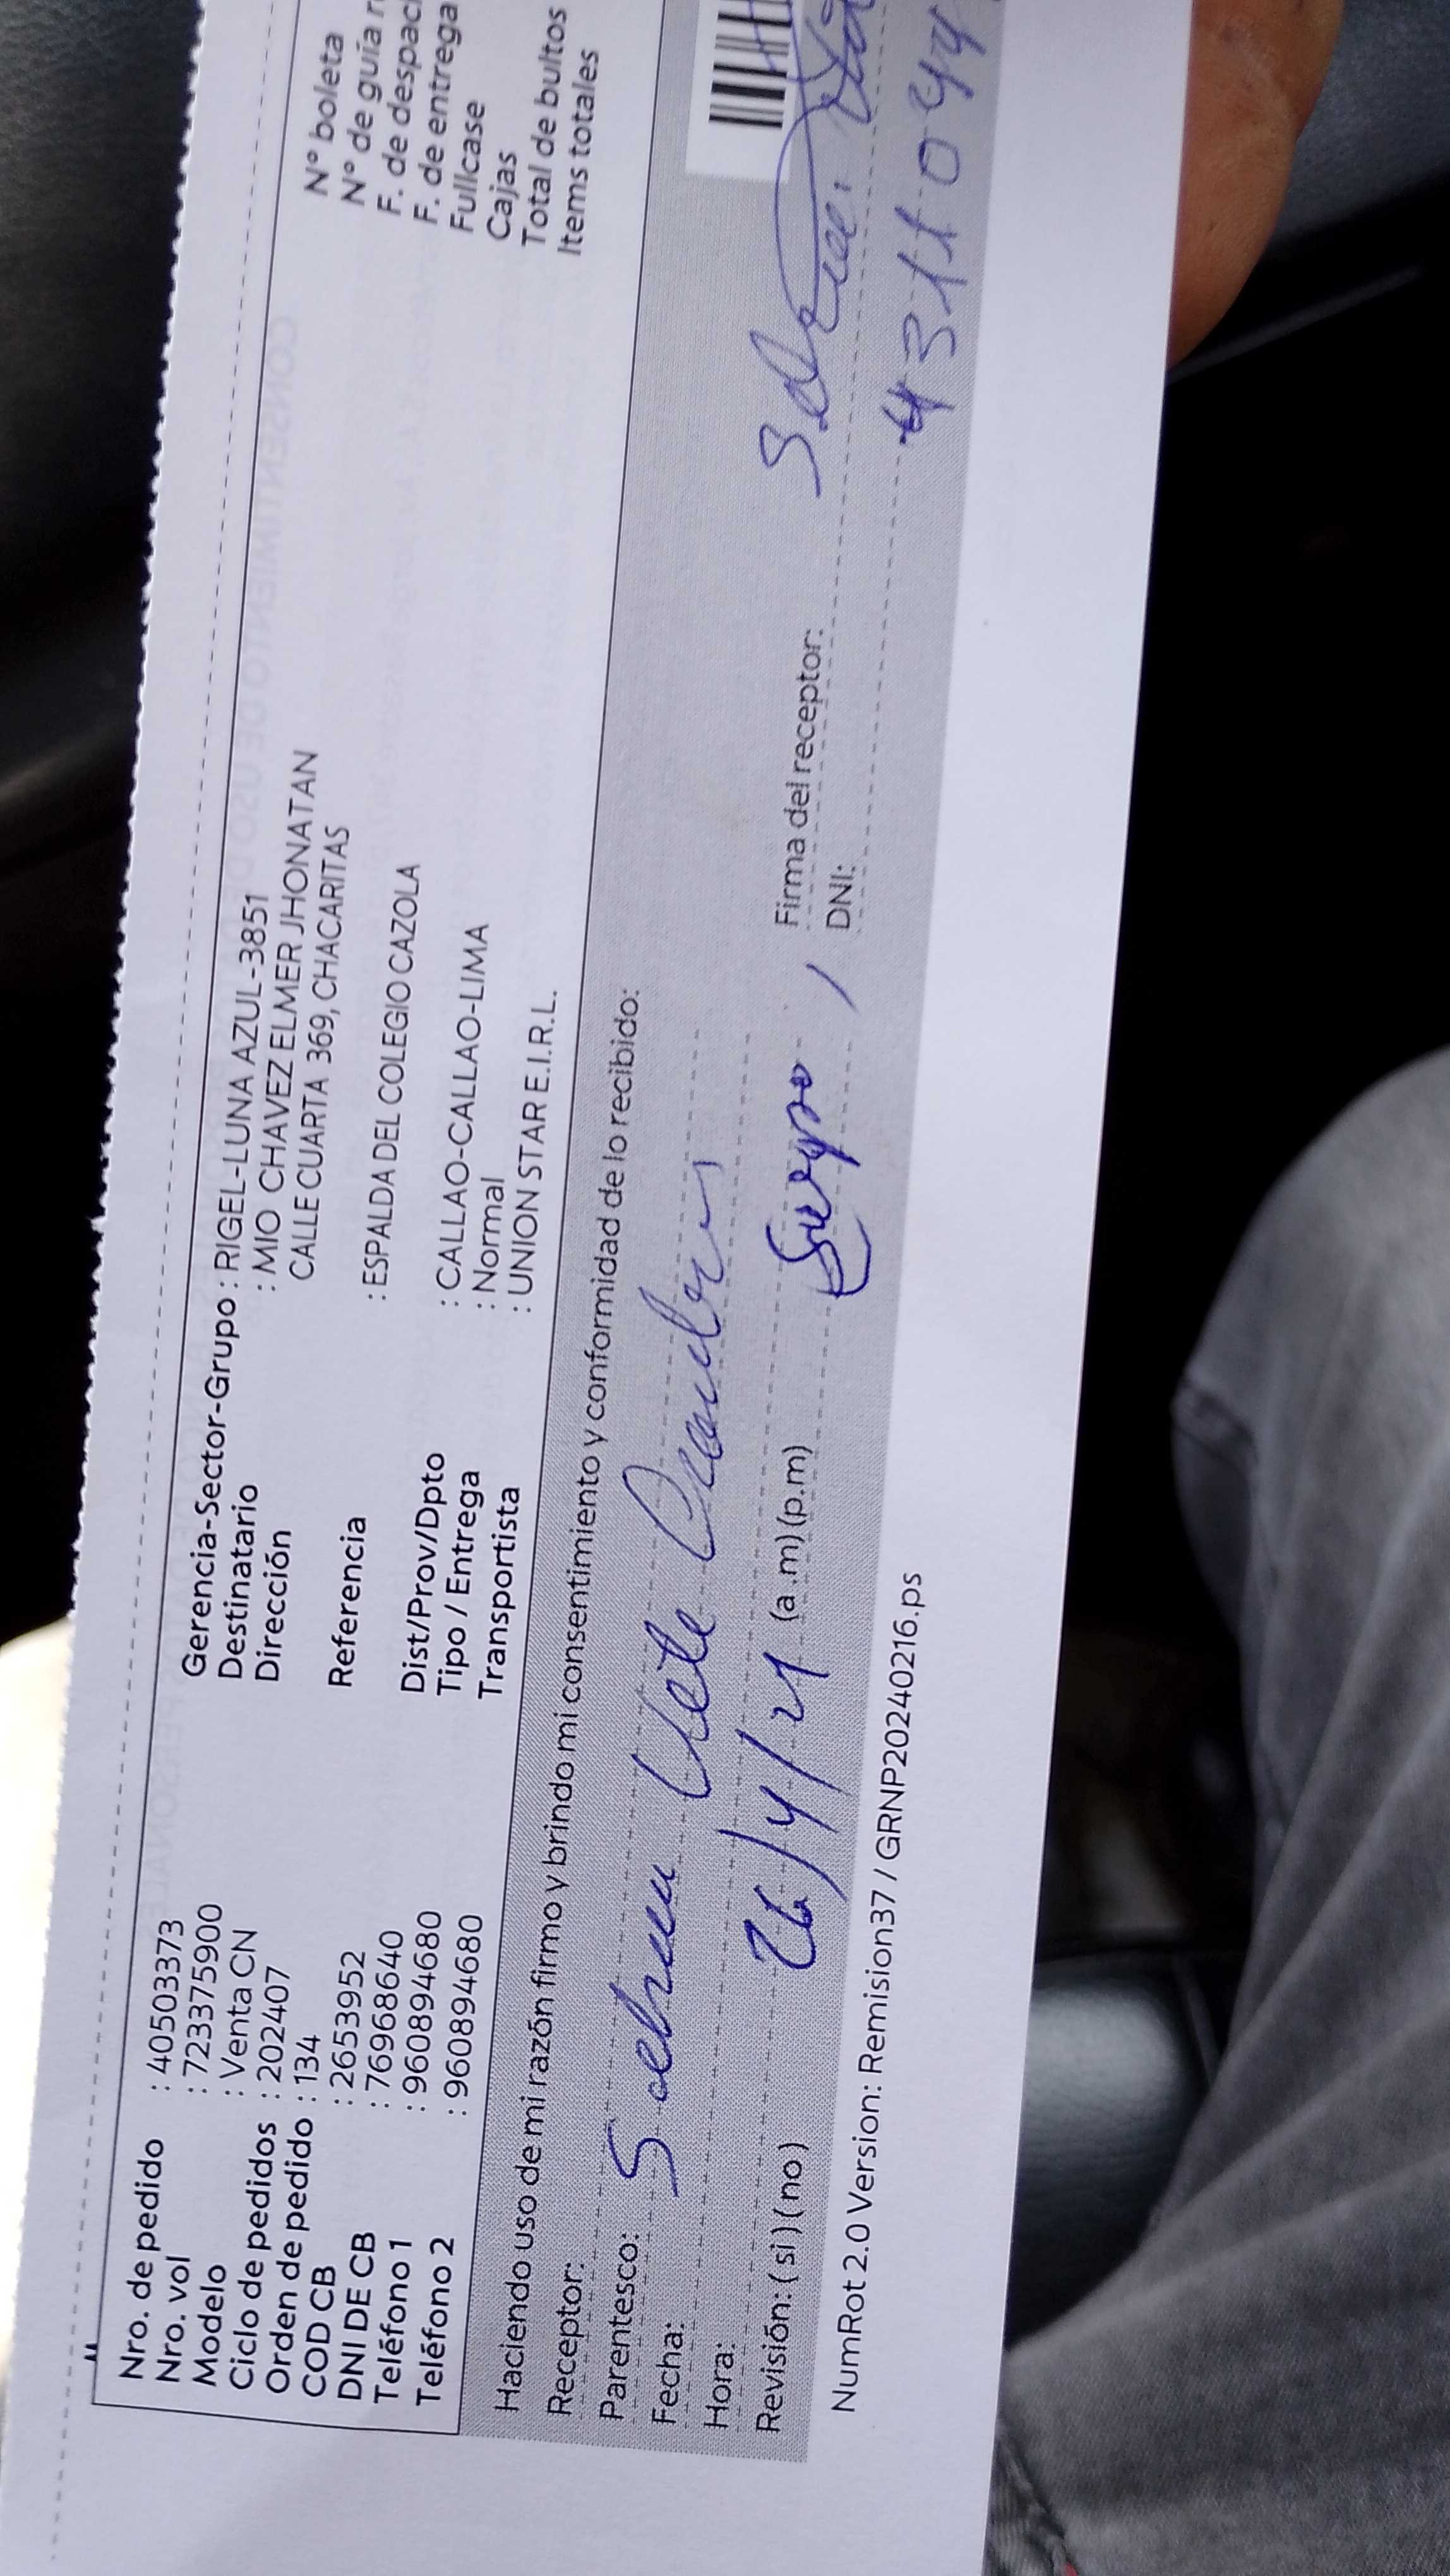 Nro. de pedido : 40503373
Nro. vol : 723375900
Modelo : Venta CN
Ciclo de pedidos : 202407
Orden de pedido : 134
COD CB : 2653952
DNI DE CB : 76968640
Teléfono 1 : 960894680
Teléfono 2 : 960894680
Gerencia-Sector-Grupo : RIGEL-LUNA AZUL-3851
Destinatario : MIO CHAVEZ ELMER JHONATAN
Dirección CALLE CUARTA 369, CHACARITAS
Referencia : ESPALDA DEL COLEGIO CAZOLA
Dist/Prov/Dpto : CALLAO-CALLAO-LIMA
Tipo / Entrega : Normal
Transportista : UNION STAR E.I.R.L.
N° boleta
N° de guía
F. de despac
F. de entrega
Fullcase
Cajas
Total de bultos
Items totales
Haciendo uso de mi razón firmo y brindo mi consentimiento y conformidad de lo recibido:
Receptor:
Parentesco:
Fecha:
Hora: (a.m)(p.m)
Revisión: ( si ) ( no )
Suegro
Firma del receptor:
DNI: 4311044
NumRot 2.0 Version: Remision37 / GRNP20240216.ps